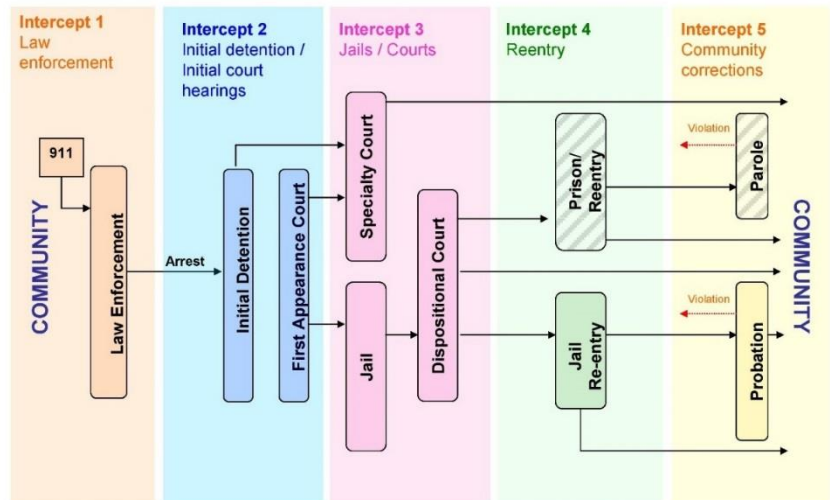 Intercept 1
Law
enforcement
Intercept 2
Initial detention /
Initial court
hearings
Intercept 3
Jails / Courts
Intercept 4
Reentry
Intercept 5
Community
corrections
COMMUNITY
911
Law Enforcement
Arrest
Initial Detention
First Appearance Court
Specialty Court
Jail
Dispositional Court
Prison/
Reentry
Jail
Re-entry
Violation
Parole
Violation
Probation
COMMUNITY